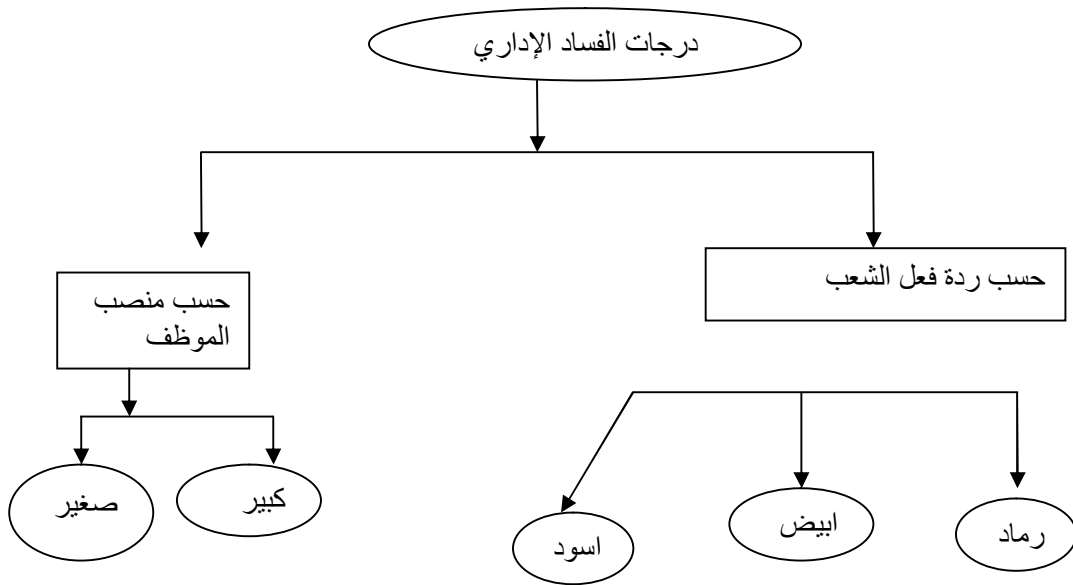 درجات الفساد الإداري
حسب ردة فعل الشعب
حسب منصب
الموظف
رماد
ابيض
اسود
كبير
صغير